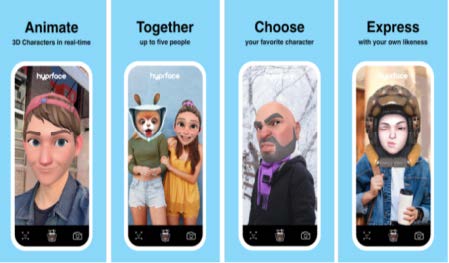 Animate
3D Characters in real-time
hyprface
Together
up to five people
hyprface
Choose
your favorite character
hyprface
Express
with your own likeness
hyprface